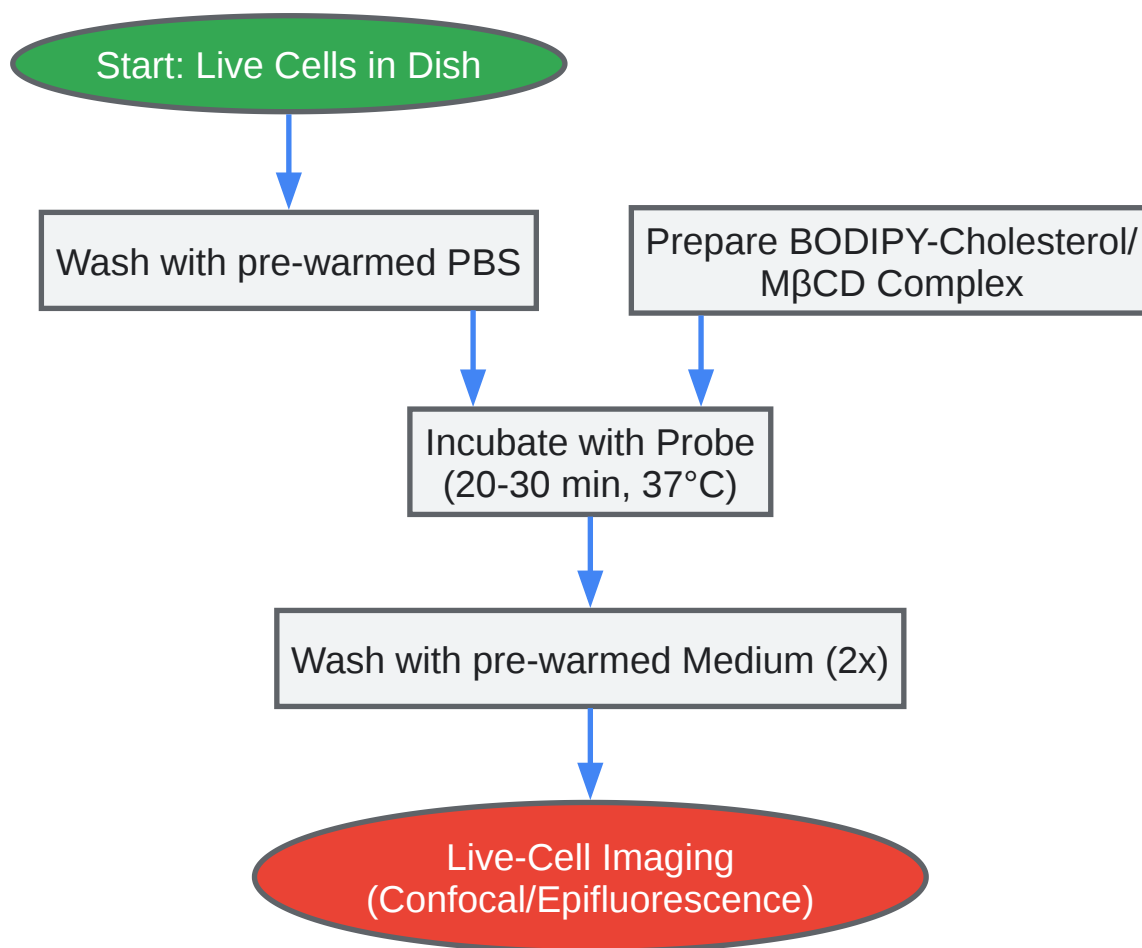 Start: Live Cells in Dish
Wash with pre-warmed PBS
Prepare BODIPY-Cholesterol/
MβCD Complex
Incubate with Probe
(20-30 min, 37°C)
Wash with pre-warmed Medium (2x)
Live-Cell Imaging
(Confocal/Epifluorescence)